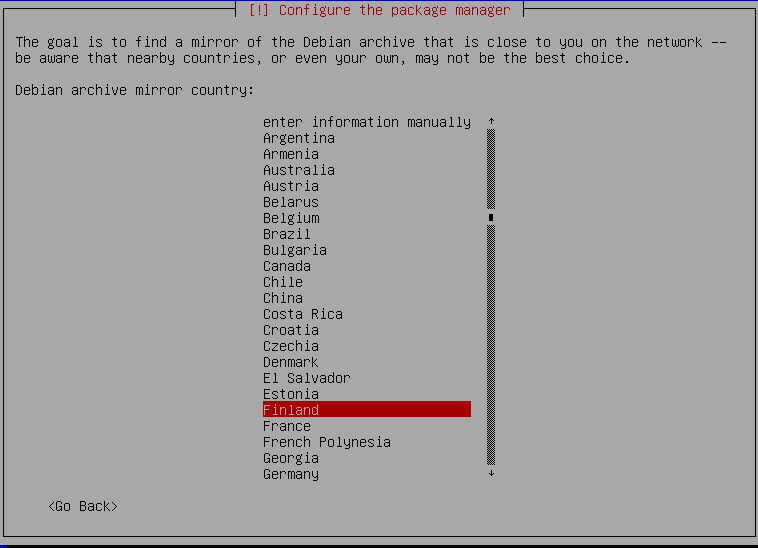 [!] Configure the package manager
The goal is to find a mirror of the Debian archive that is close to you on the network --
be aware that nearby countries, or even your own, may not be the best choice.
Debian archive mirror country:
enter information manually
Argentina
Armenia
Australia
Austria
Belarus
Belgium
Brazil
Bulgaria
Canada
Chile
China
Costa Rica
Croatia
Czechia
Denmark
El Salvador
Estonia
Finland
France
French Polynesia
Georgia
Germany
<Go Back>